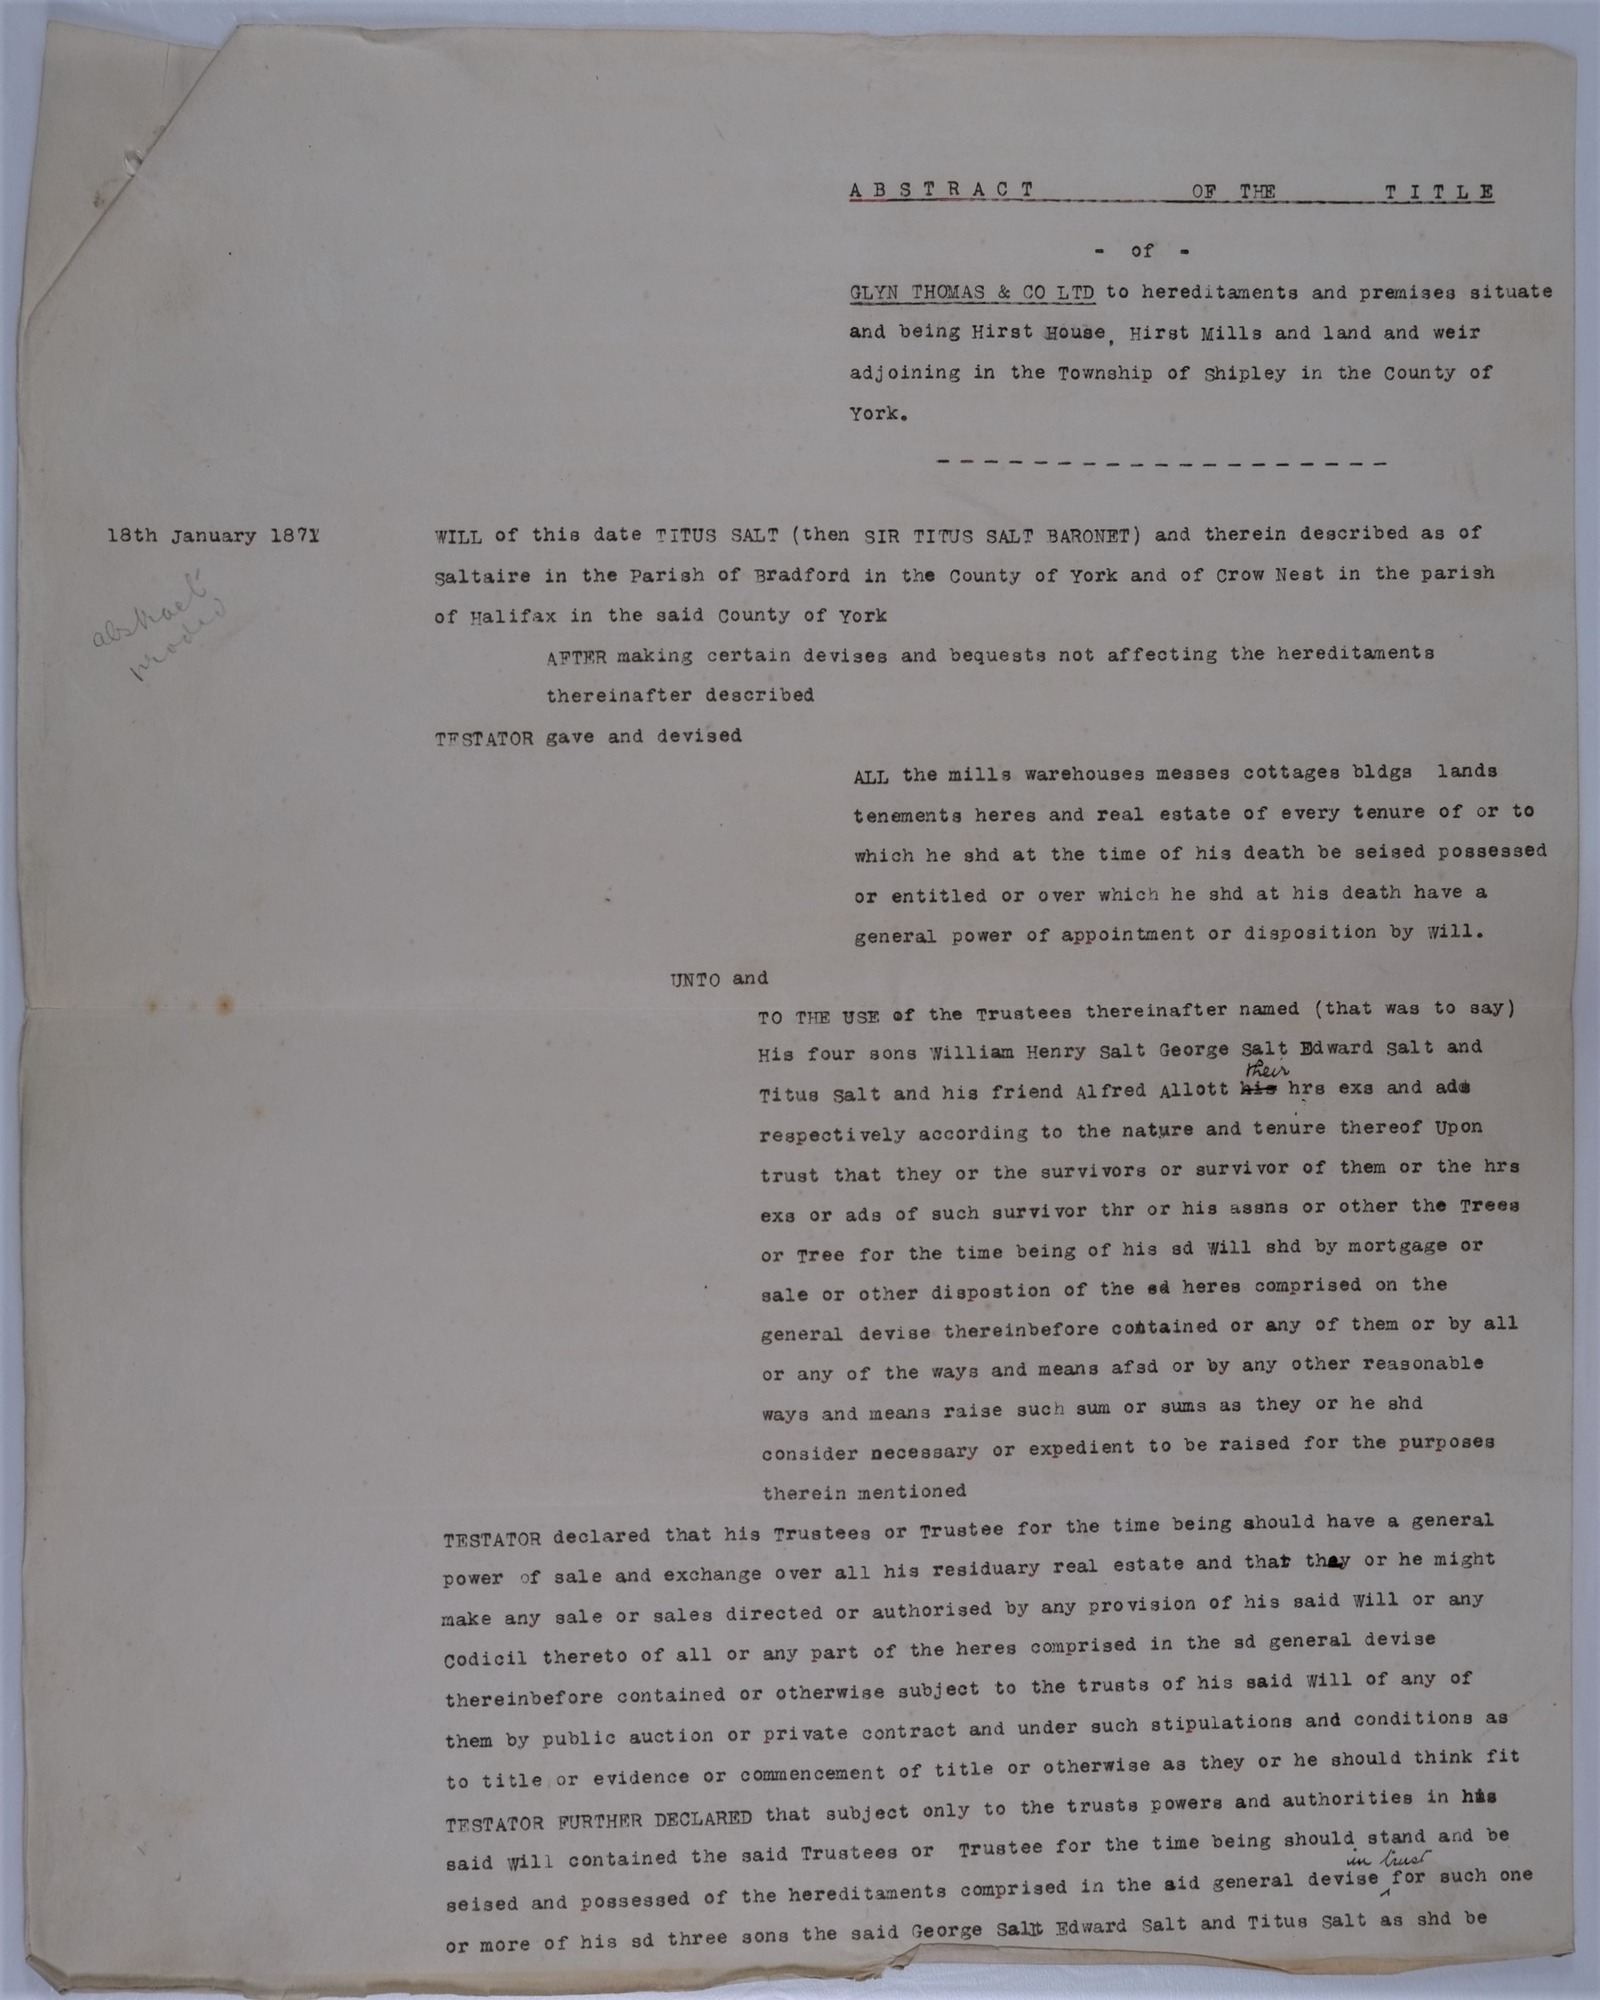 ABSTRACT OF THE TITLE
- of -
GLYN THOMAS & CO LTD to hereditaments and premises situate
and being Hirst House, Hirst Mills and land and weir
adjoining in the Township of Shipley in the County of
York.
18th January 1871
abstract
prodcd
WILL of this date TITUS SALT (then SIR TITUS SALT BARONET) and therein described as of
Saltaire in the Parish of Bradford in the County of York and of Crow Nest in the parish
of Halifax in the said County of York
AFTER making certain devises and bequests not affecting the hereditaments
thereinafter described
TESTATOR gave and devised
ALL the mills warehouses messes cottages bldgs lands
tenements heres and real estate of every tenure of or to
which he shd at the time of his death be seised possessed
or entitled or over which he shd at his death have a
general power of appointment or disposition by Will.
UNTO and
TO THE USE of the Trustees thereinafter named (that was to say)
His four sons William Henry Salt George Salt Edward Salt and
their
Titus Salt and his friend Alfred Allott his hrs exs and ads
respectively according to the nature and tenure thereof Upon
trust that they or the survivors or survivor of them or the hrs
exs or ads of such survivor thr or his assns or other the Trees
or Tree for the time being of his sd Will shd by mortgage or
sale or other dispostion of the sd heres comprised on the
general devise thereinbefore contained or any of them or by all
or any of the ways and means afsd or by any other reasonable
ways and means raise such sum or sums as they or he shd
consider necessary or expedient to be raised for the purposes
therein mentioned
TESTATOR declared that his Trustees or Trustee for the time being should have a general
power of sale and exchange over all his residuary real estate and that they or he might
make any sale or sales directed or authorised by any provision of his said Will or any
Codicil thereto of all or any part of the heres comprised in the sd general devise
thereinbefore contained or otherwise subject to the trusts of his said Will of any of
them by public auction or private contract and under such stipulations and conditions as
to title or evidence or commencement of title or otherwise as they or he should think fit
TESTATOR FURTHER DECLARED that subject only to the trusts powers and authorities in his
said Will contained the said Trustees or Trustee for the time being should stand and be
in trust
seised and possessed of the hereditaments comprised in the aid general devise for such one
or more of his sd three sons the said George Salt Edward Salt and Titus Salt as shd be